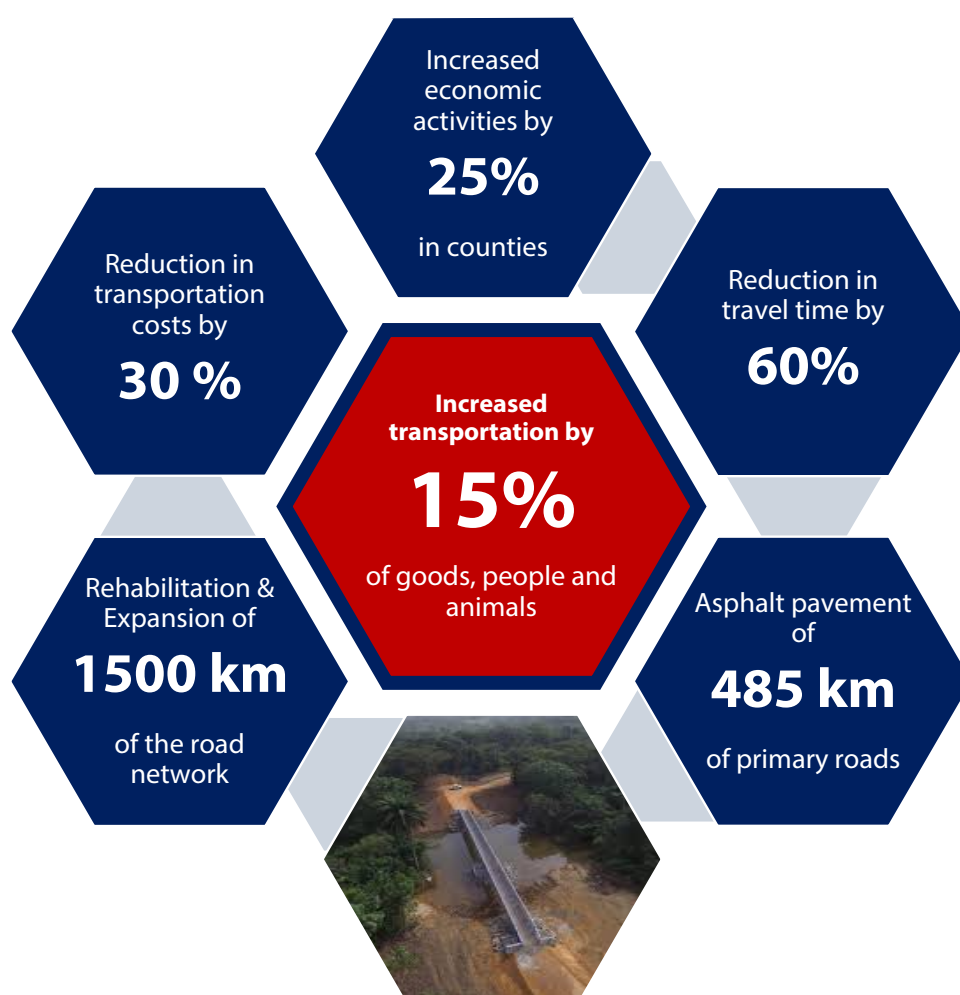 Increased
economic
activities by
25%
in counties
Reduction in
transportation
costs by
30 %
Reduction in
travel time by
60%
Increased
transportation by
15%
of goods, people and
animals
Rehabilitation &
Expansion of
1500 km
of the road
network
Asphalt pavement
of
485 km
of primary roads